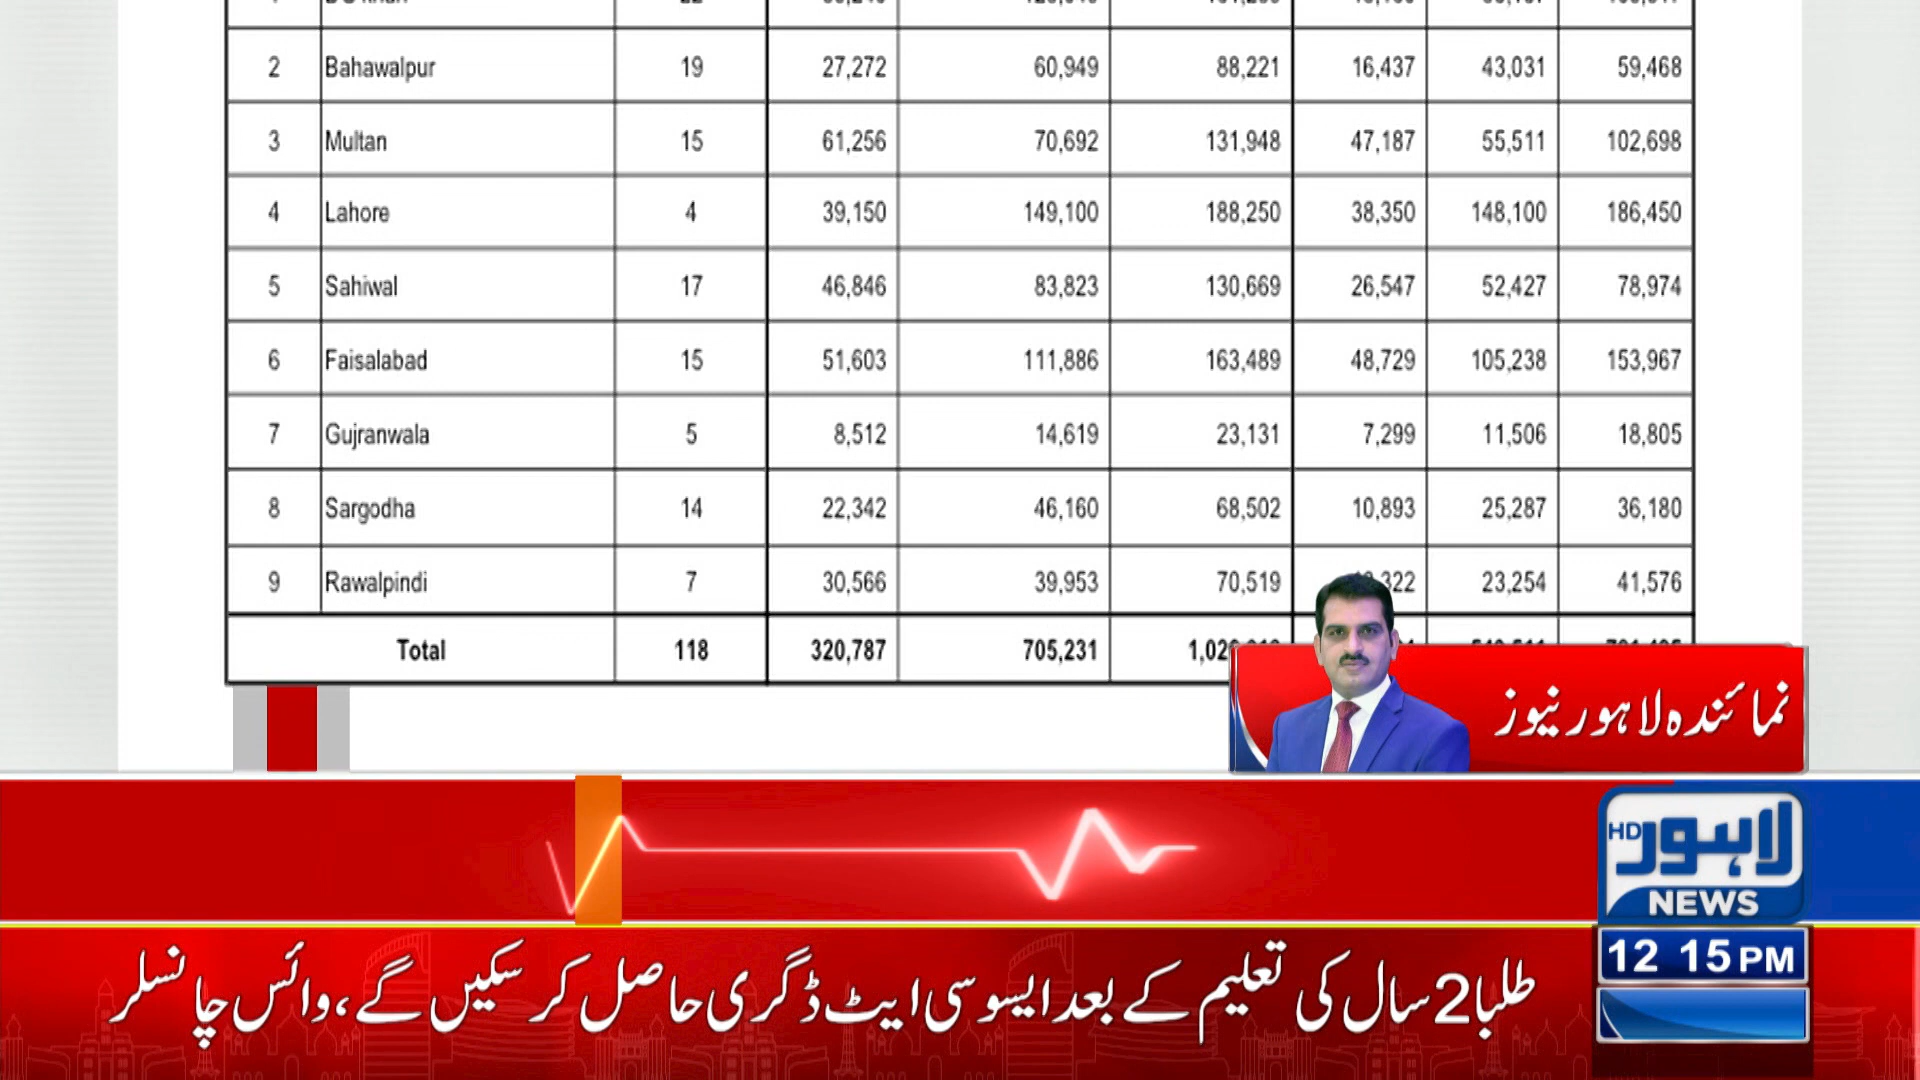 2 Bahawalpur 19 27,272 60,949 88,221 16,437 43,031 59,468
3 Multan 15 61,256 70,692 131,948 47,187 55,511 102,698
4 Lahore 4 39,150 149,100 188,250 38,350 148,100 186,450
5 Sahiwal 17 46,846 83,823 130,669 26,547 52,427 78,974
6 Faisalabad 15 51,603 111,886 163,489 48,729 105,238 153,967
7 Gujranwala 5 8,512 14,619 23,131 7,299 11,506 18,805
8 Sargodha 14 22,342 46,160 68,502 10,893 25,287 36,180
9 Rawalpindi 7 30,566 39,953 70,519 23,254 41,576
Total 118 320,787 705,231
نمائندہ لاہور نیوز
لاہور HD
NEWS
12 15 PM
طلبا 2 سال کی تعلیم کے بعد ایسوسی ایٹ ڈگری حاصل کر سکیں گے، وائس چانسلر